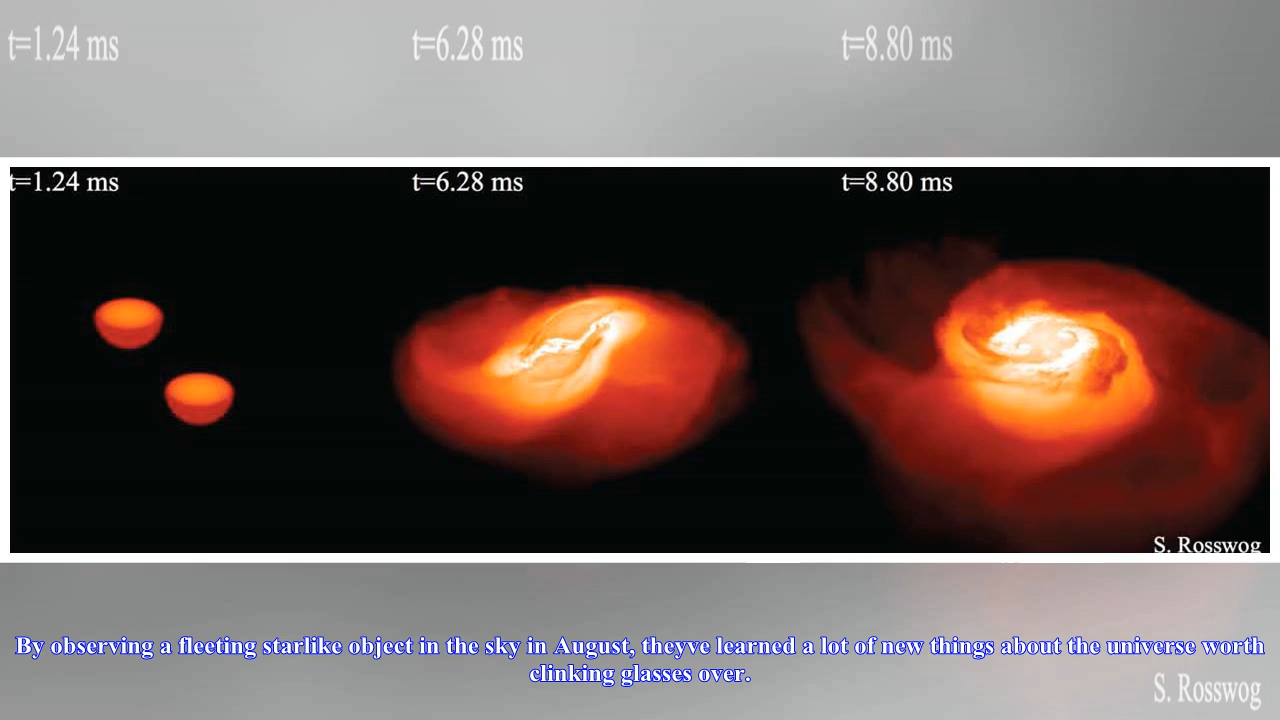 t=1.24 ms t=6.28 ms t=8.80 ms
t=1.24 ms t=6.28 ms t=8.80 ms
S. Rosswog
By observing a fleeting starlike object in the sky in August, theyve learned a lot of new things about the universe worth
clinking glasses over.
S. Rosswog